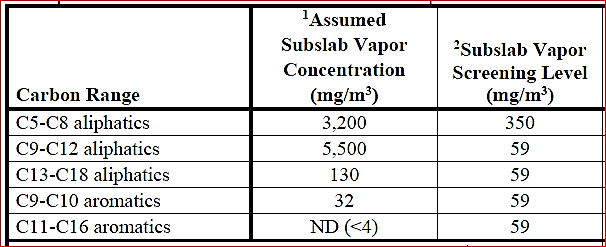 Carbon Range ¹Assumed Subslab Vapor Concentration (mg/m³) ²Subslab Vapor Screening Level (mg/m³)
C5-C8 aliphatics 3,200 350
C9-C12 aliphatics 5,500 59
C13-C18 aliphatics 130 59
C9-C10 aromatics 32 59
C11-C16 aromatics ND (<4) 59